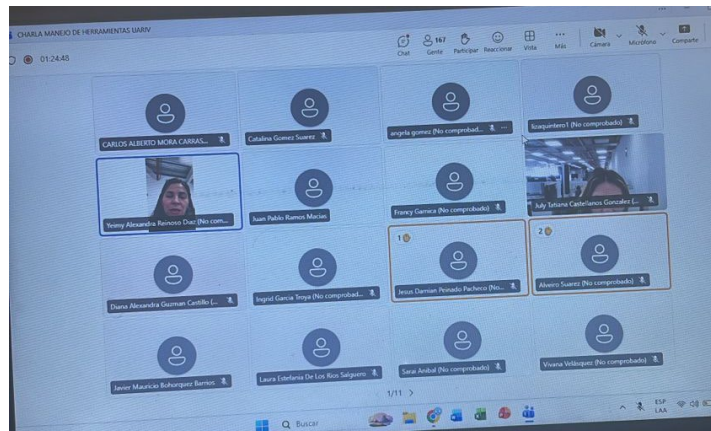 CHARLA MANEJO DE HERRAMIENTAS UARIV
01:24:48
Chat
167
Gente
Participar
Reaccionar
Vista
Más
Cámara
Micrófono
Compartir
CARLOS ALBERTO MORA CARRAS...
Catalina Gomez Suarez
angela gomez (No comprobad...
lizaquintero1 (No comprobado)
Yeimy Alexandra Reinoso Diaz (No com...
Juan Pablo Ramos Macias
Francy Gamaca (No comprobado)
July Tatiana Castellanos Gonzalez (...
Diana Alexandra Guzman Castillo (...
Ingrid Garcia Troya (No comprobad...
1
Jesus Damian Peinado Pacheco (No...
2
Alveiro Suarez (No comprobado)
Javier Mauricio Bohorquez Barrios
Laura Estefania De Los Rios Salguero
Sarai Anibal (No comprobado)
Vivana Velásquez (No comprobado)
1/11
Buscar
ESP
LAA